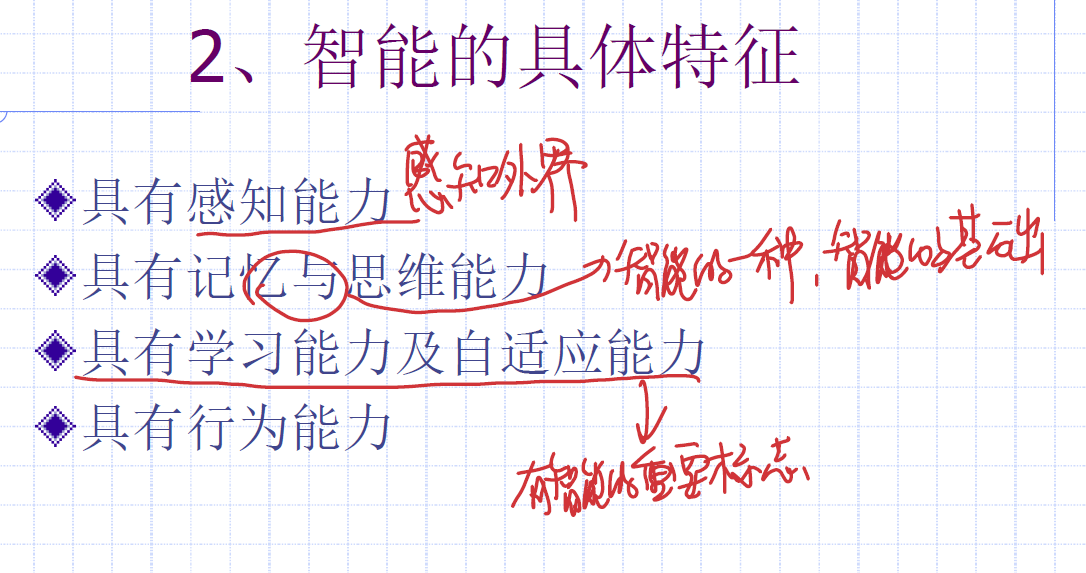 2、智能的具体特征
具有感知能力 感知外界
具有记忆与思维能力 智能的一种，智能的基础
具有学习能力及自适应能力
具有行为能力
有智能的重要标志